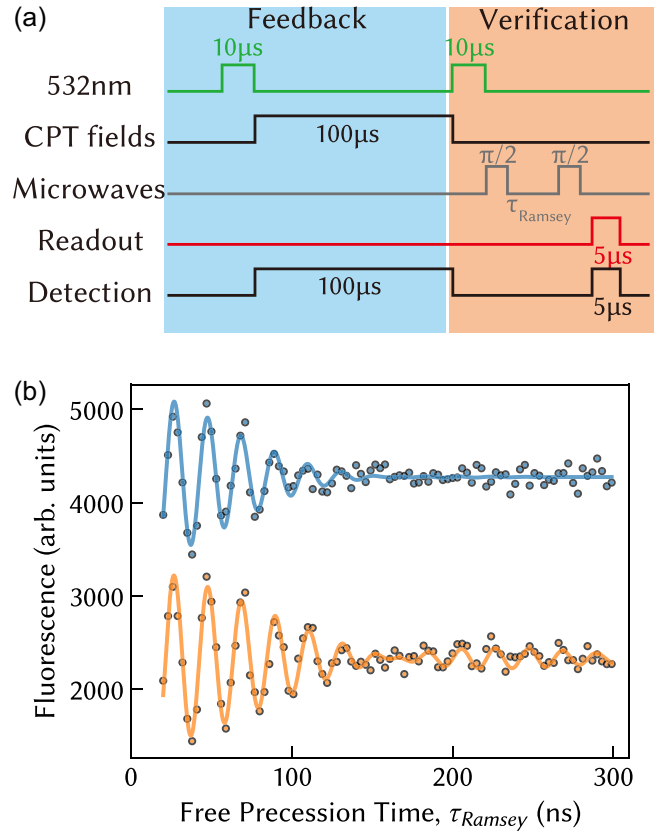 (a)
Feedback
Verification
10μs
10μs
532nm
CPT fields
100μs
π/2
π/2
Microwaves
τRamsey
Readout
5μs
Detection
100μs
5μs
(b)
5000
4000
3000
2000
Fluorescence (arb. units)
0
100
200
300
Free Precession Time, τRamsey (ns)